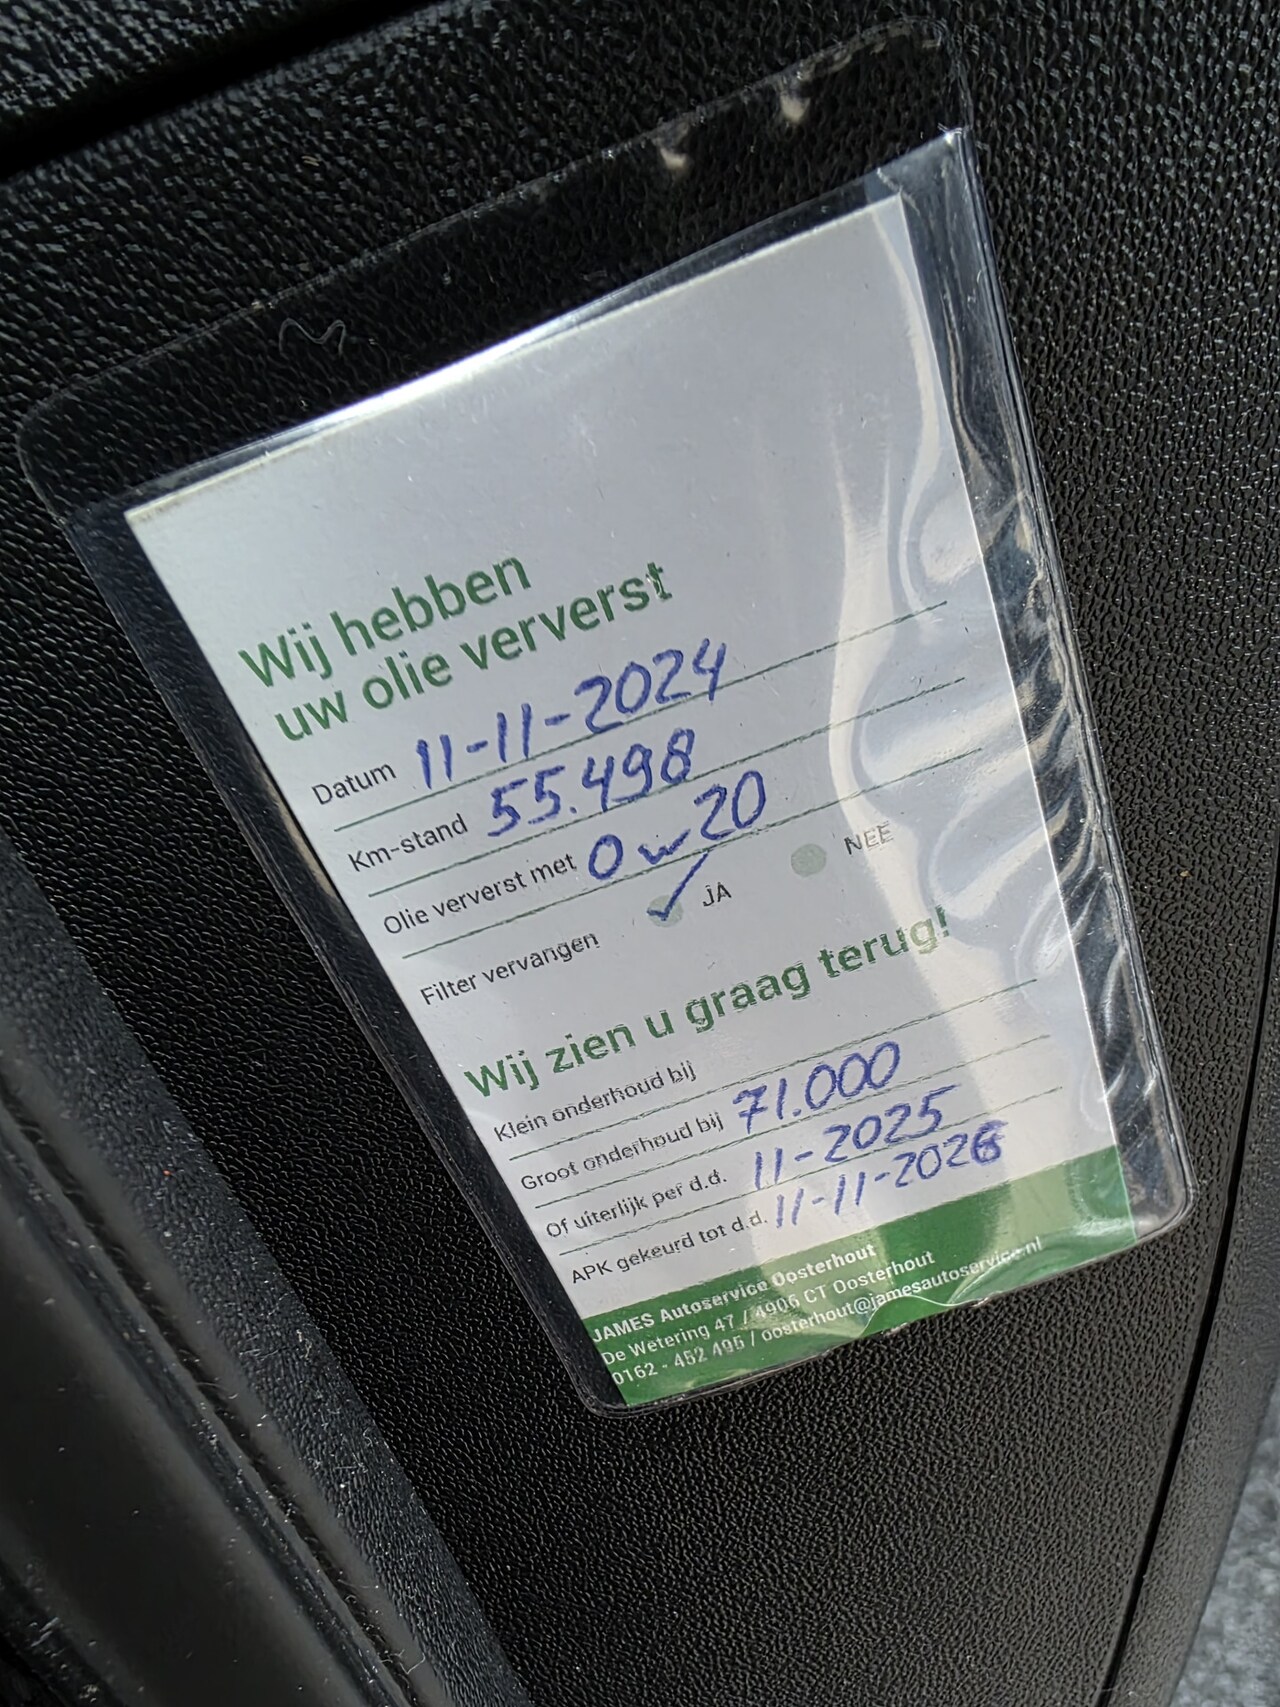 Wij hebben
uw olie ververst
Datum 11-11-2024
Km-stand 55.498
Olie ververst met 0w20
Filter vervangen JA NEE
Wij zien u graag terug!
Klein onderhoud bij
Groot onderhoud bij 71.000
Of uiterlijk per d.d. 11-2025
APK gekeurd tot d.d. 11-11-2026
JAMES Autoservice Oosterhout
De Wetering 47 / 4906 CT Oosterhout
0162 - 452 495 / oosterhout@jamesautoservice.nl